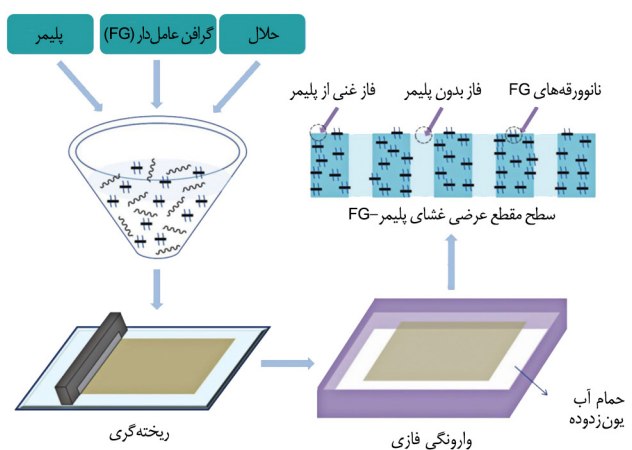 حلال
گرافن عامل‌دار (FG)
پلیمر
نانوورقه‌های FG
فاز بدون پلیمر
فاز غنی از پلیمر
سطح مقطع عرضی غشای پلیمر–FG
ریخته‌گری
وارونگی فازی
حمام آب
یون‌زدوده